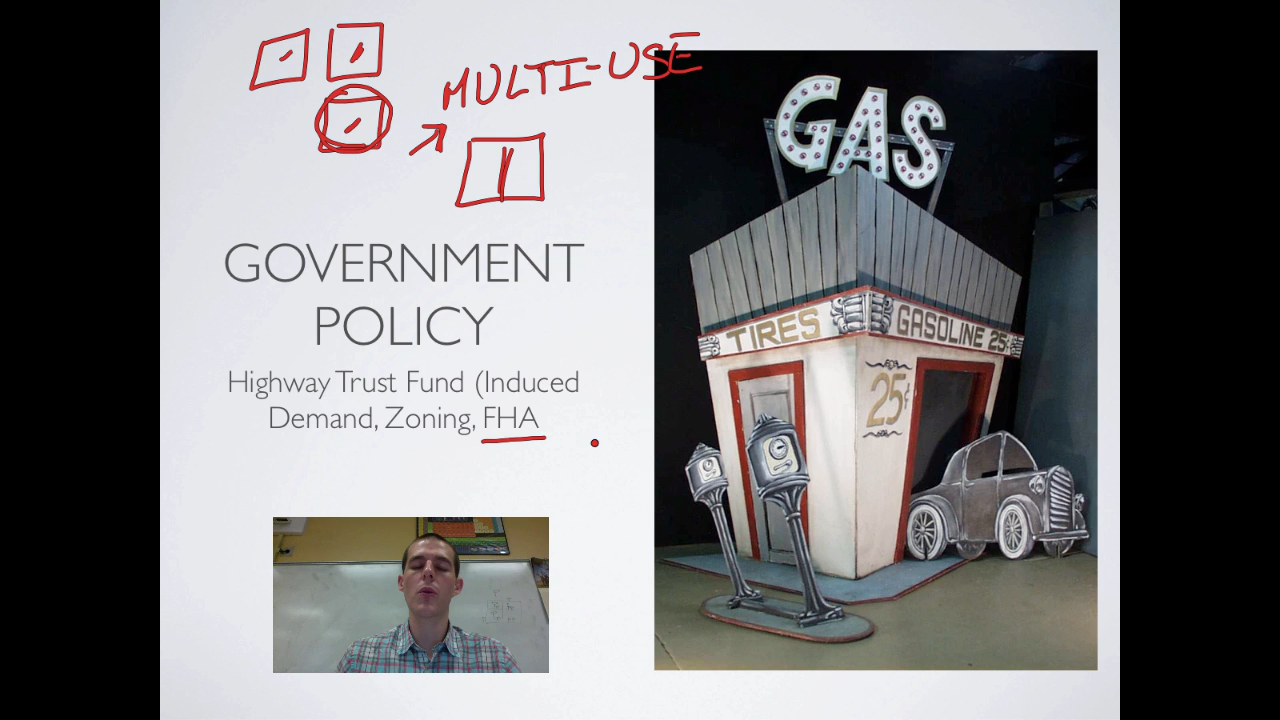 MULTI-USE
GOVERNMENT
POLICY
Highway Trust Fund (Induced
Demand, Zoning, FHA
GAS
TIRES
GASOLINE 25¢
25¢